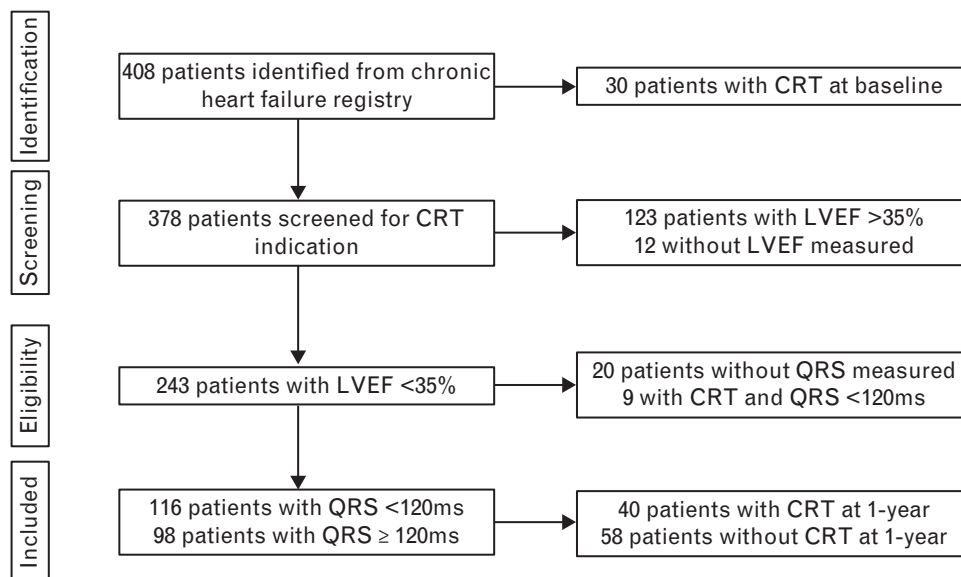 Identification
408 patients identified from chronic
heart failure registry
30 patients with CRT at baseline
Screening
378 patients screened for CRT
indication
123 patients with LVEF >35%
12 without LVEF measured
Eligibility
243 patients with LVEF <35%
20 patients without QRS measured
9 with CRT and QRS <120ms
Included
116 patients with QRS <120ms
98 patients with QRS ≥ 120ms
40 patients with CRT at 1-year
58 patients without CRT at 1-year